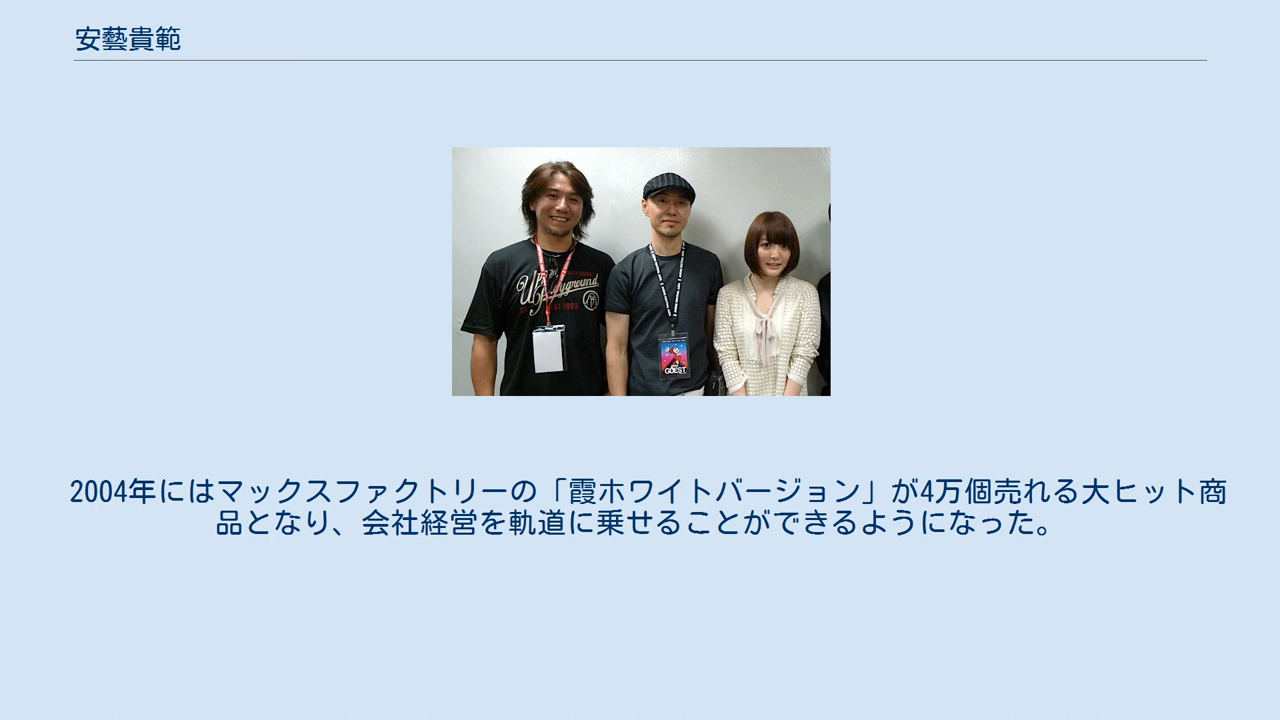 安藝貴範
Playground
GUEST
2004年にはマックスファクトリーの「霞ホワイトバージョン」が4万個売れる大ヒット商
品となり、会社経営を軌道に乗せることができるようになった。